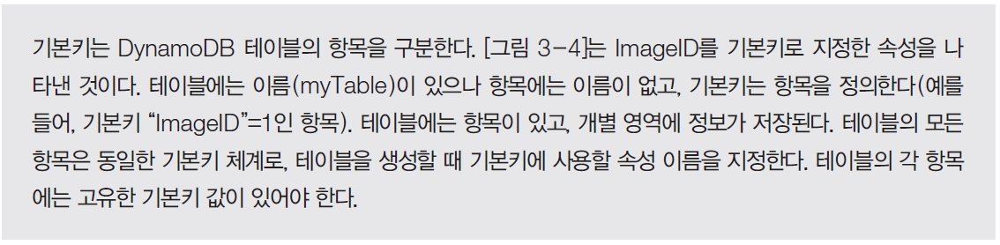 기본키는 DynamoDB 테이블의 항목을 구분한다. [그림 3-4]는 ImageID를 기본키로 지정한 속성을 나
타낸 것이다. 테이블에는 이름(myTable)이 있으나 항목에는 이름이 없고, 기본키는 항목을 정의한다(예를
들어, 기본키 “ImageID”=1인 항목). 테이블에는 항목이 있고, 개별 영역에 정보가 저장된다. 테이블의 모든
항목은 동일한 기본키 체계로, 테이블을 생성할 때 기본키에 사용할 속성 이름을 지정한다. 테이블의 각 항목
에는 고유한 기본키 값이 있어야 한다.